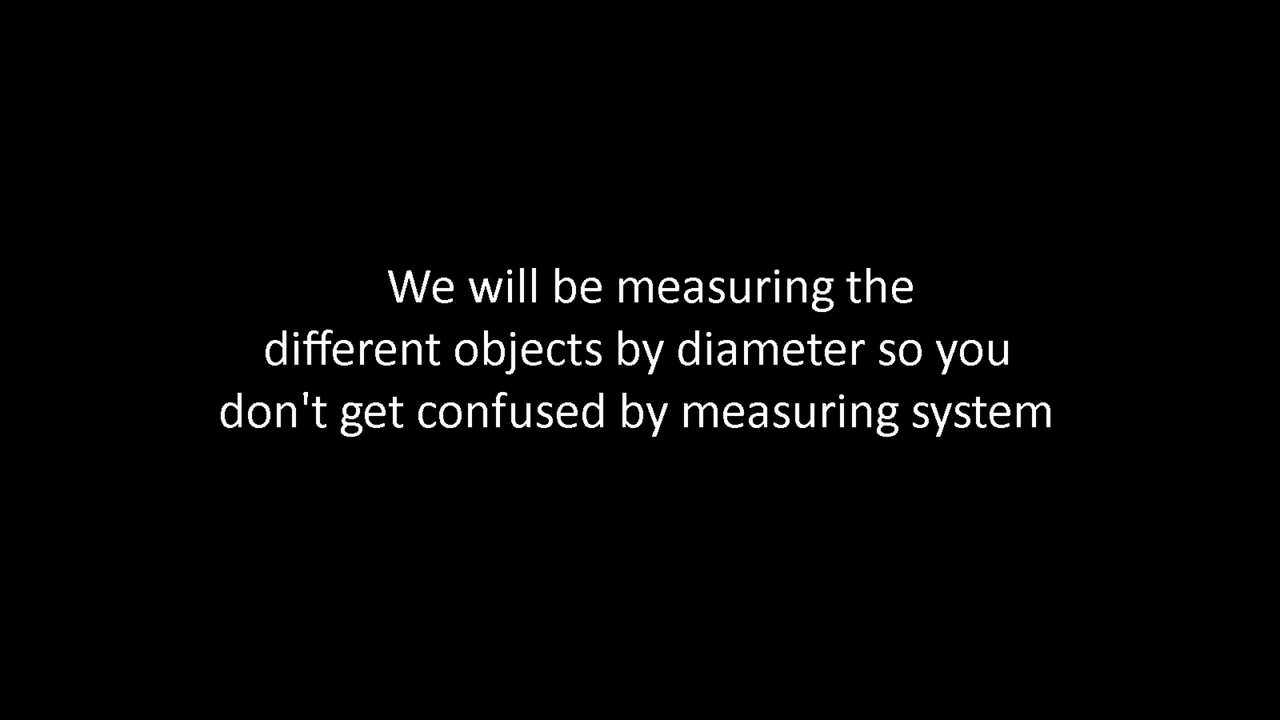 We will be measuring the
different objects by diameter so you
don't get confused by measuring system